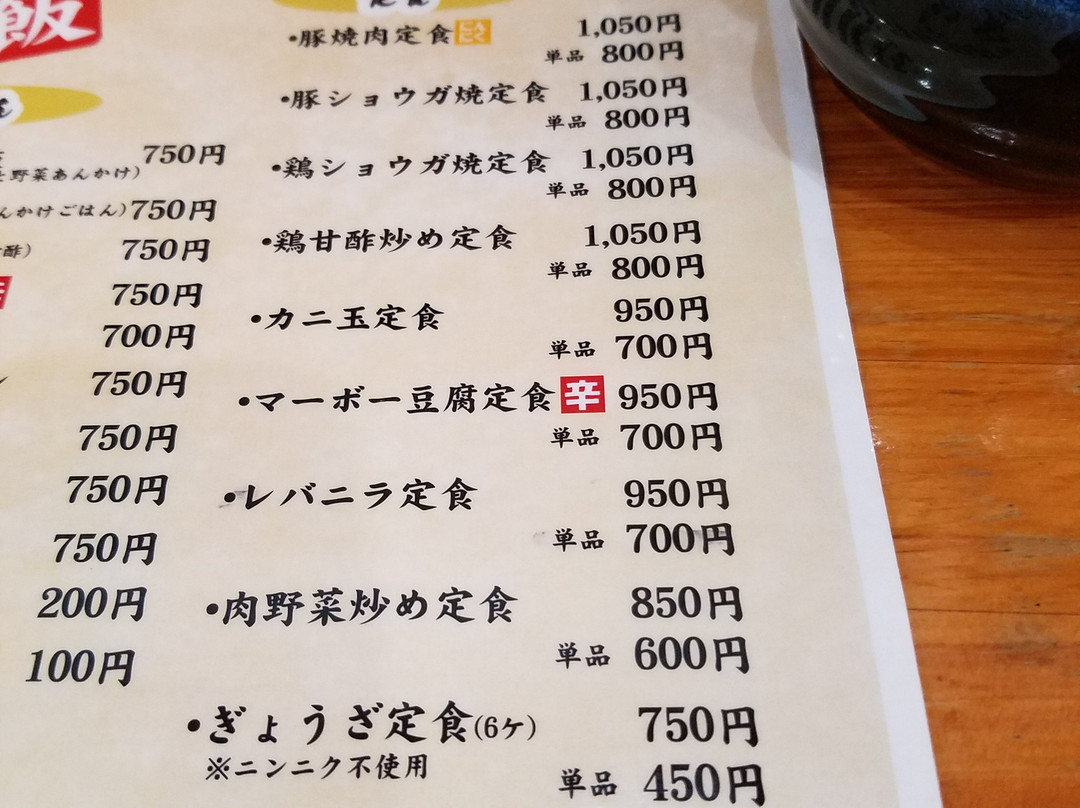 飯
・豚焼肉定食 1,050円
単品 800円
・豚ショウガ焼定食 1,050円
単品 800円
・鶏ショウガ焼定食 1,050円
単品 800円
・鶏甘酢炒め定食 1,050円
単品 800円
・カニ玉定食 950円
単品 700円
・マーボー豆腐定食 辛 950円
単品 700円
・レバニラ定食 950円
単品 700円
・肉野菜炒め定食 850円
単品 600円
・ぎょうざ定食(6ケ) 750円
※ニンニク不使用
単品 450円
750円
野菜あんかけ)
んかけごはん) 750円
酢) 750円
750円
700円
750円
750円
750円
750円
200円
100円